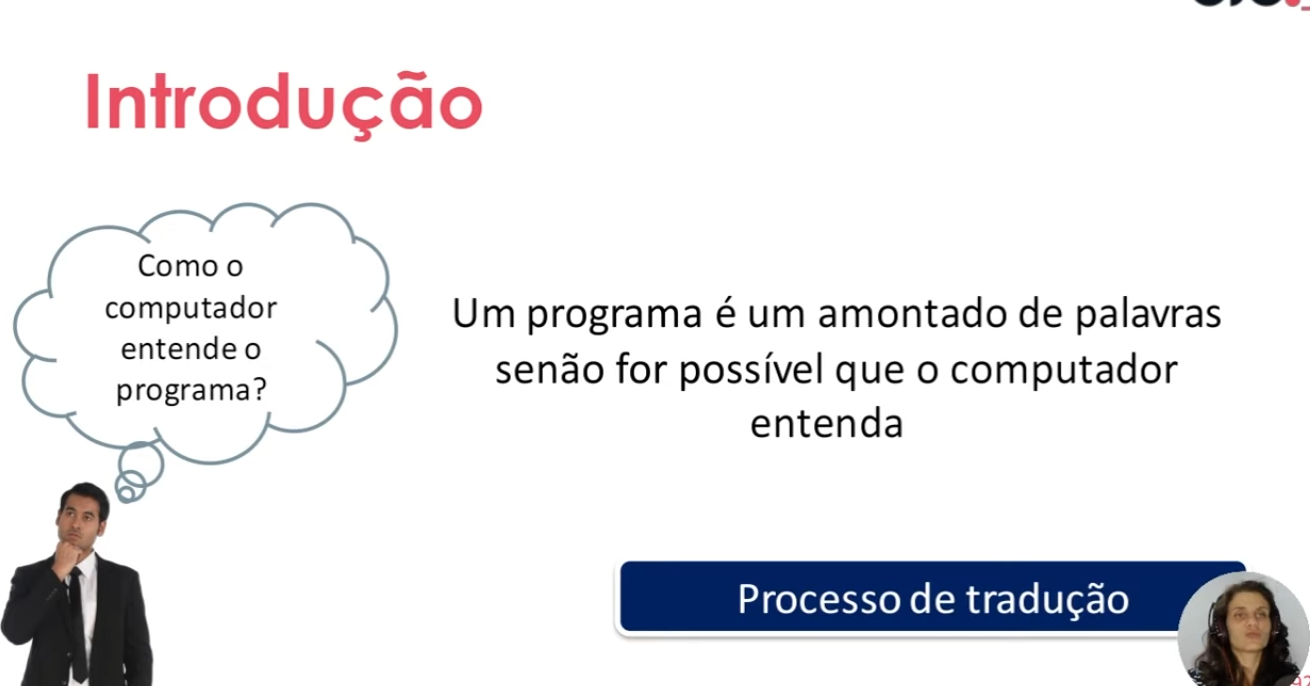 Introdução
Como o
computador
entende o
programa?
Um programa é um amontado de palavras
senão for possível que o computador
entenda
Processo de tradução